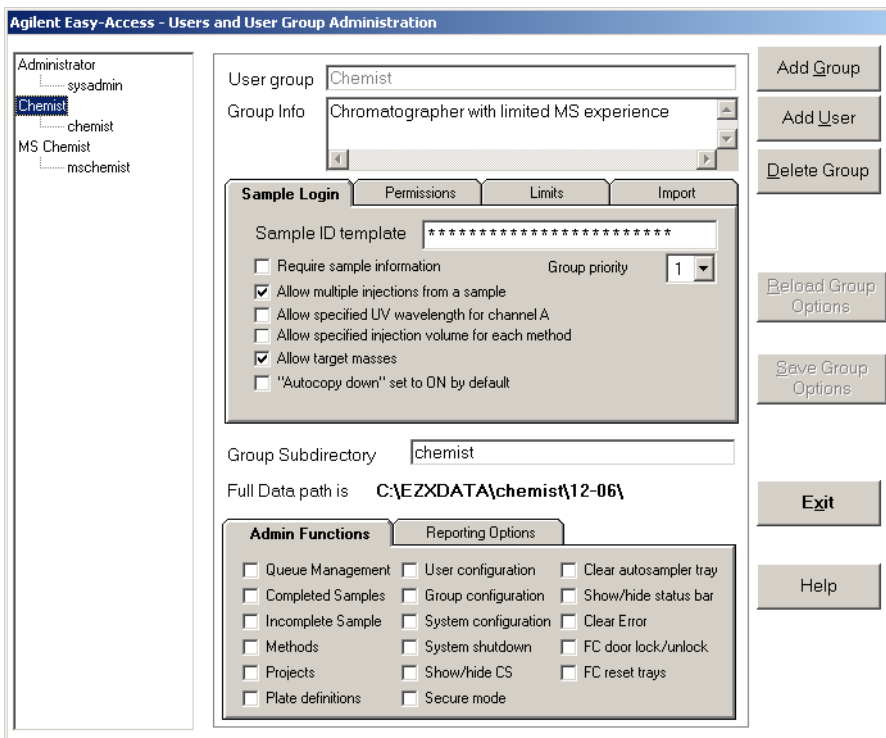 Agilent Easy-Access - Users and User Group Administration
Administrator
sysadmin
Chemist
chemist
MS Chemist
mschemist
User group Chemist
Group Info Chromatographer with limited MS experience
Sample Login Permissions Limits Import
Sample ID template * * * * * * * * * * * * * * * * * * * * * * * *
Require sample information Group priority 1
Allow multiple injections from a sample
Allow specified UV wavelength for channel A
Allow specified injection volume for each method
Allow target masses
"Autocopy down" set to ON by default
Group Subdirectory chemist
Full Data path is C:\EZXDATA\chemist\12-06\
Admin Functions Reporting Options
Queue Management User configuration Clear autosampler tray
Completed Samples Group configuration Show/hide status bar
Incomplete Sample System configuration Clear Error
Methods System shutdown FC door lock/unlock
Projects Show/hide CS FC reset trays
Plate definitions Secure mode
Add Group
Add User
Delete Group
Reload Group
Options
Save Group
Options
Exit
Help